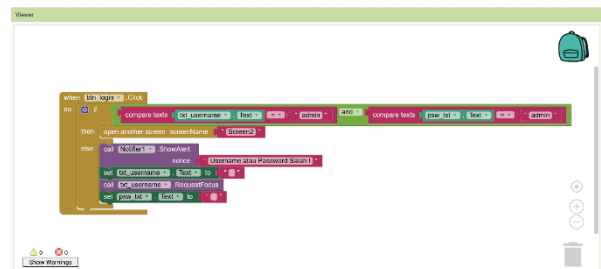 Viewer
when btn_login .Click
do if compare texts txt_username . Text = " admin " and compare texts psw_txt . Text = " admin "
then open another screen screenName " Screen2 "
else call Notifier1 .ShowAlert
notice " Username atau Password Salah ! "
set txt_username . Text to " "
call txt_username .RequestFocus
set psw_txt . Text to " "
0 0
Show Warnings